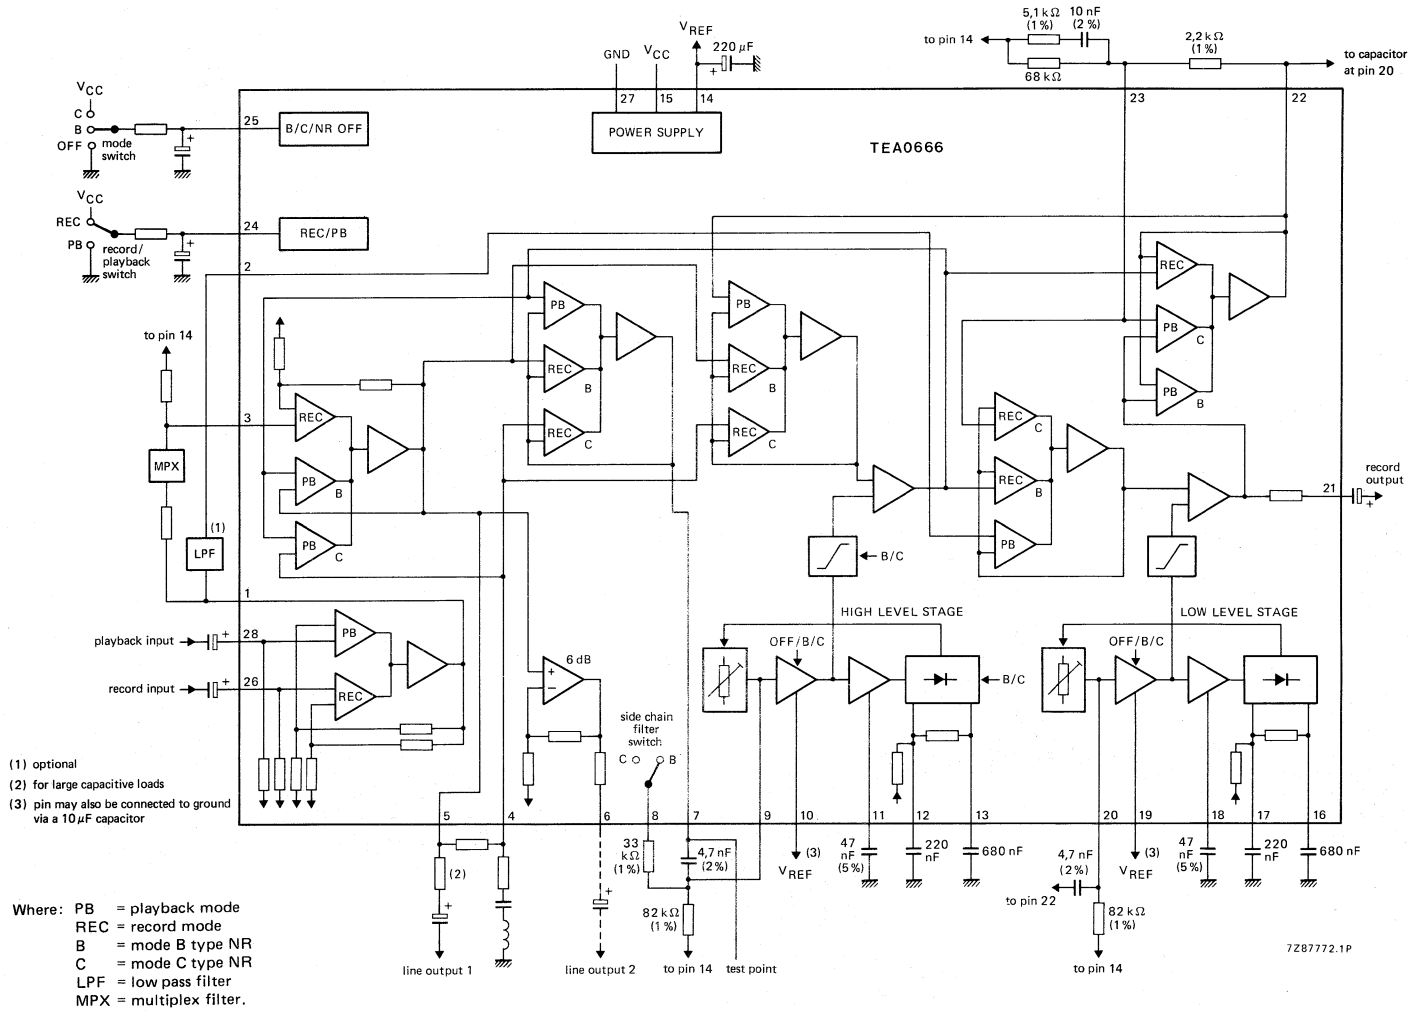 5,1 kΩ 10 nF
(1%) (2%)
to pin 14
68 kΩ
2,2 kΩ
(1%)
to capacitor
at pin 20
VREF
GND VCC 220 μF
+
27 15 14 23 22
POWER SUPPLY
TEA0666
VCC
C
B
OFF
mode
switch
+
25
B/C/NR OFF
VCC
REC
PB
record/
playback
switch
+
24
REC/PB
2
to pin 14
3
MPX
(1)
LPF
1
REC
PB
B
PB
C
PB
REC
B
REC
C
PB
REC
B
REC
C
REC
PB
C
PB
B
REC
C
REC
B
PB
record
output
21
+
B/C
HIGH LEVEL STAGE
LOW LEVEL STAGE
OFF/B/C
OFF/B/C
B/C
playback input
+
28
PB
record input
+
26
REC
6 dB
+
−
side chain
filter
switch
C B
(1) optional
(2) for large capacitive loads
(3) pin may also be connected to ground
via a 10 μF capacitor
5 4 6 8 7 9 10 11 12 13 20 19 18 17 16
(2)
+
+
33
kΩ
(1%)
4,7 nF
(2%)
82 kΩ
(1%)
(3)
VREF
47
nF
(5%)
220
nF
680 nF
4,7 nF
(2%)
to pin 22
82 kΩ
(1%)
(3)
VREF
47
nF
(5%)
220
nF
680 nF
line output 1
line output 2
to pin 14
test point
to pin 14
7Z87772.1P
Where: PB = playback mode
REC = record mode
B = mode B type NR
C = mode C type NR
LPF = low pass filter
MPX = multiplex filter.